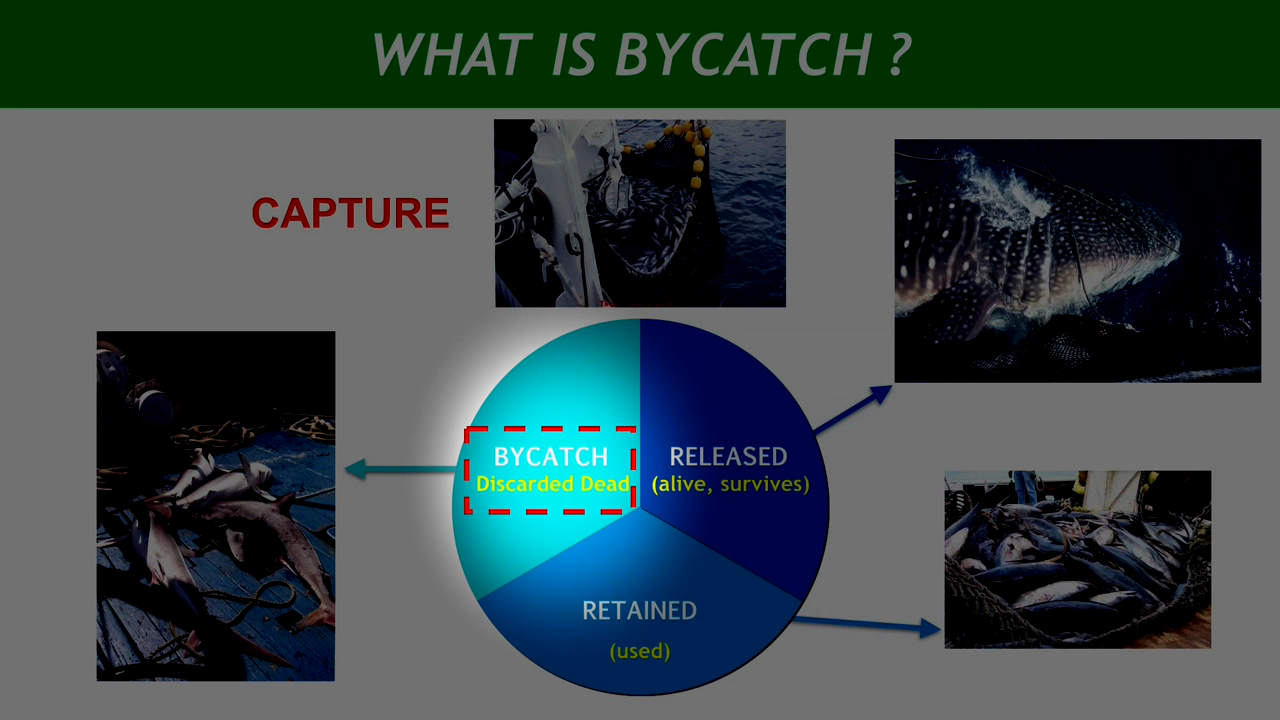 WHAT IS BYCATCH ?
CAPTURE
BYCATCH
Discarded Dead
RELEASED
(alive, survives)
RETAINED
(used)